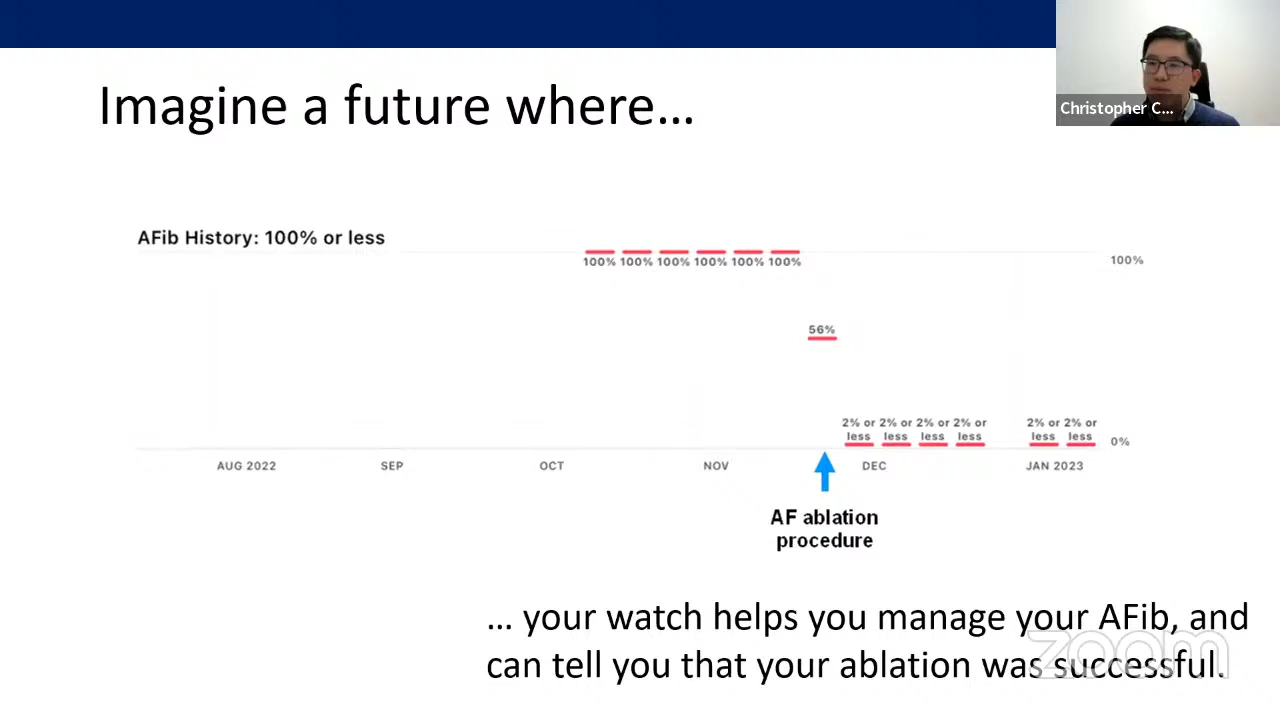 Christopher C...
Imagine a future where...
AFib History: 100% or less
100% 100% 100% 100% 100% 100%
100%
56%
2% or 2% or 2% or 2% or 2% or 2% or
less less less less less less
0%
AUG 2022 SEP OCT NOV DEC JAN 2023
AF ablation
procedure
... your watch helps you manage your AFib, and
can tell you that your ablation was successful.
zoom